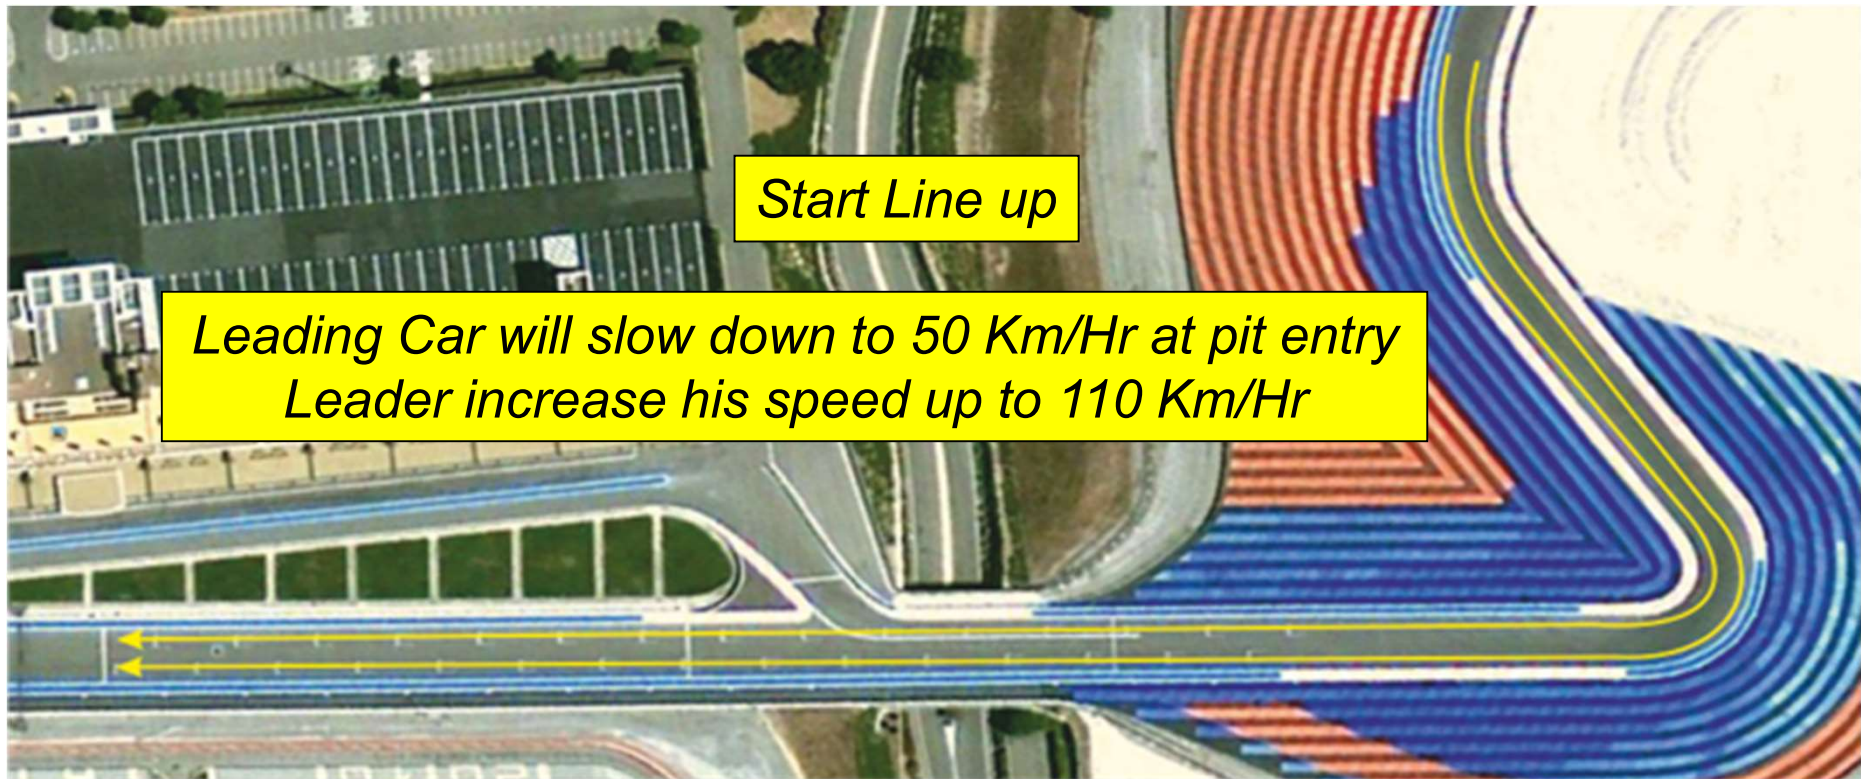 Start Line up
Leading Car will slow down to 50 Km/Hr at pit entry
Leader increase his speed up to 110 Km/Hr